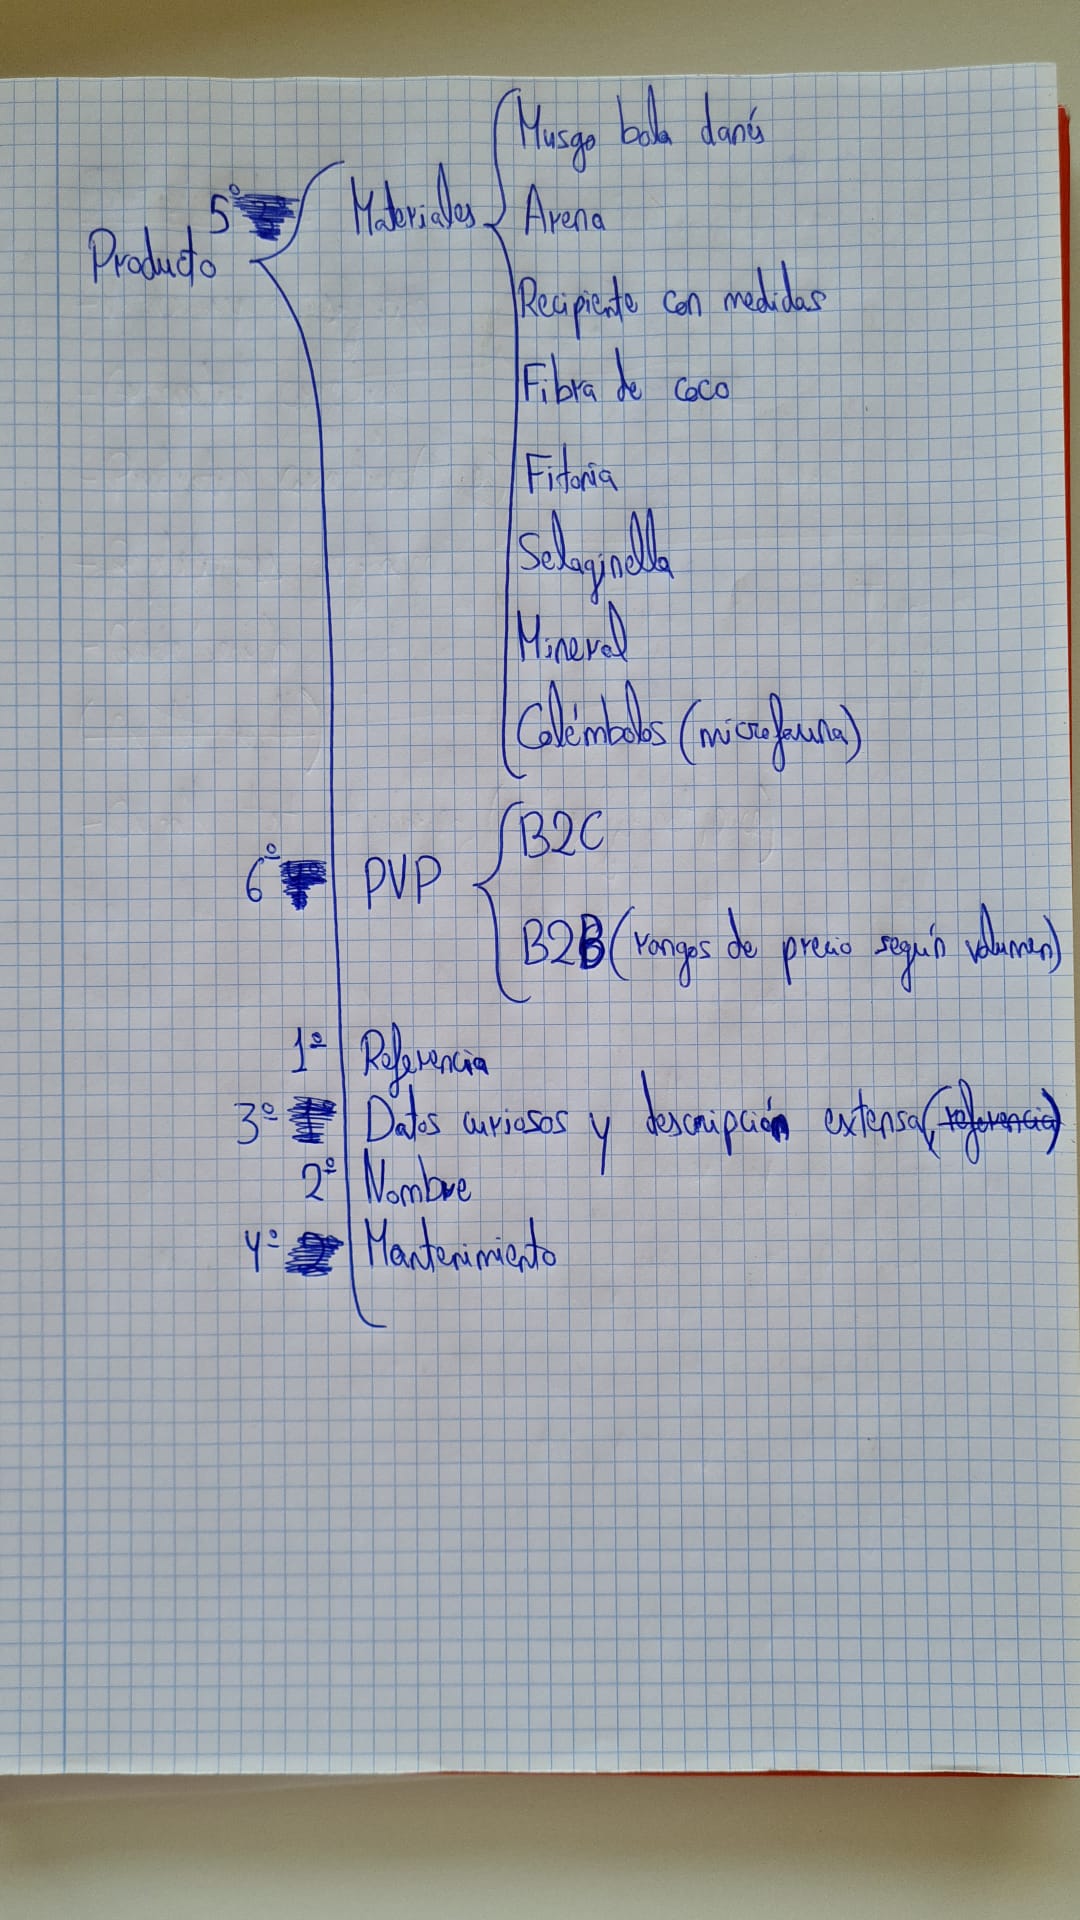 Musgo bola danés
5º Materiales
Arena
Producto
Recipiente con medidas
Fibra de coco
Fitonia
Selaginella
Mineral
Colémbolos (microfauna)
B2C
6º PVP
B2B (rangos de precio según volumen)
1º Referencia
3º Datos curiosos y descripción extensa (referencia)
2º Nombre
4º Mantenimiento